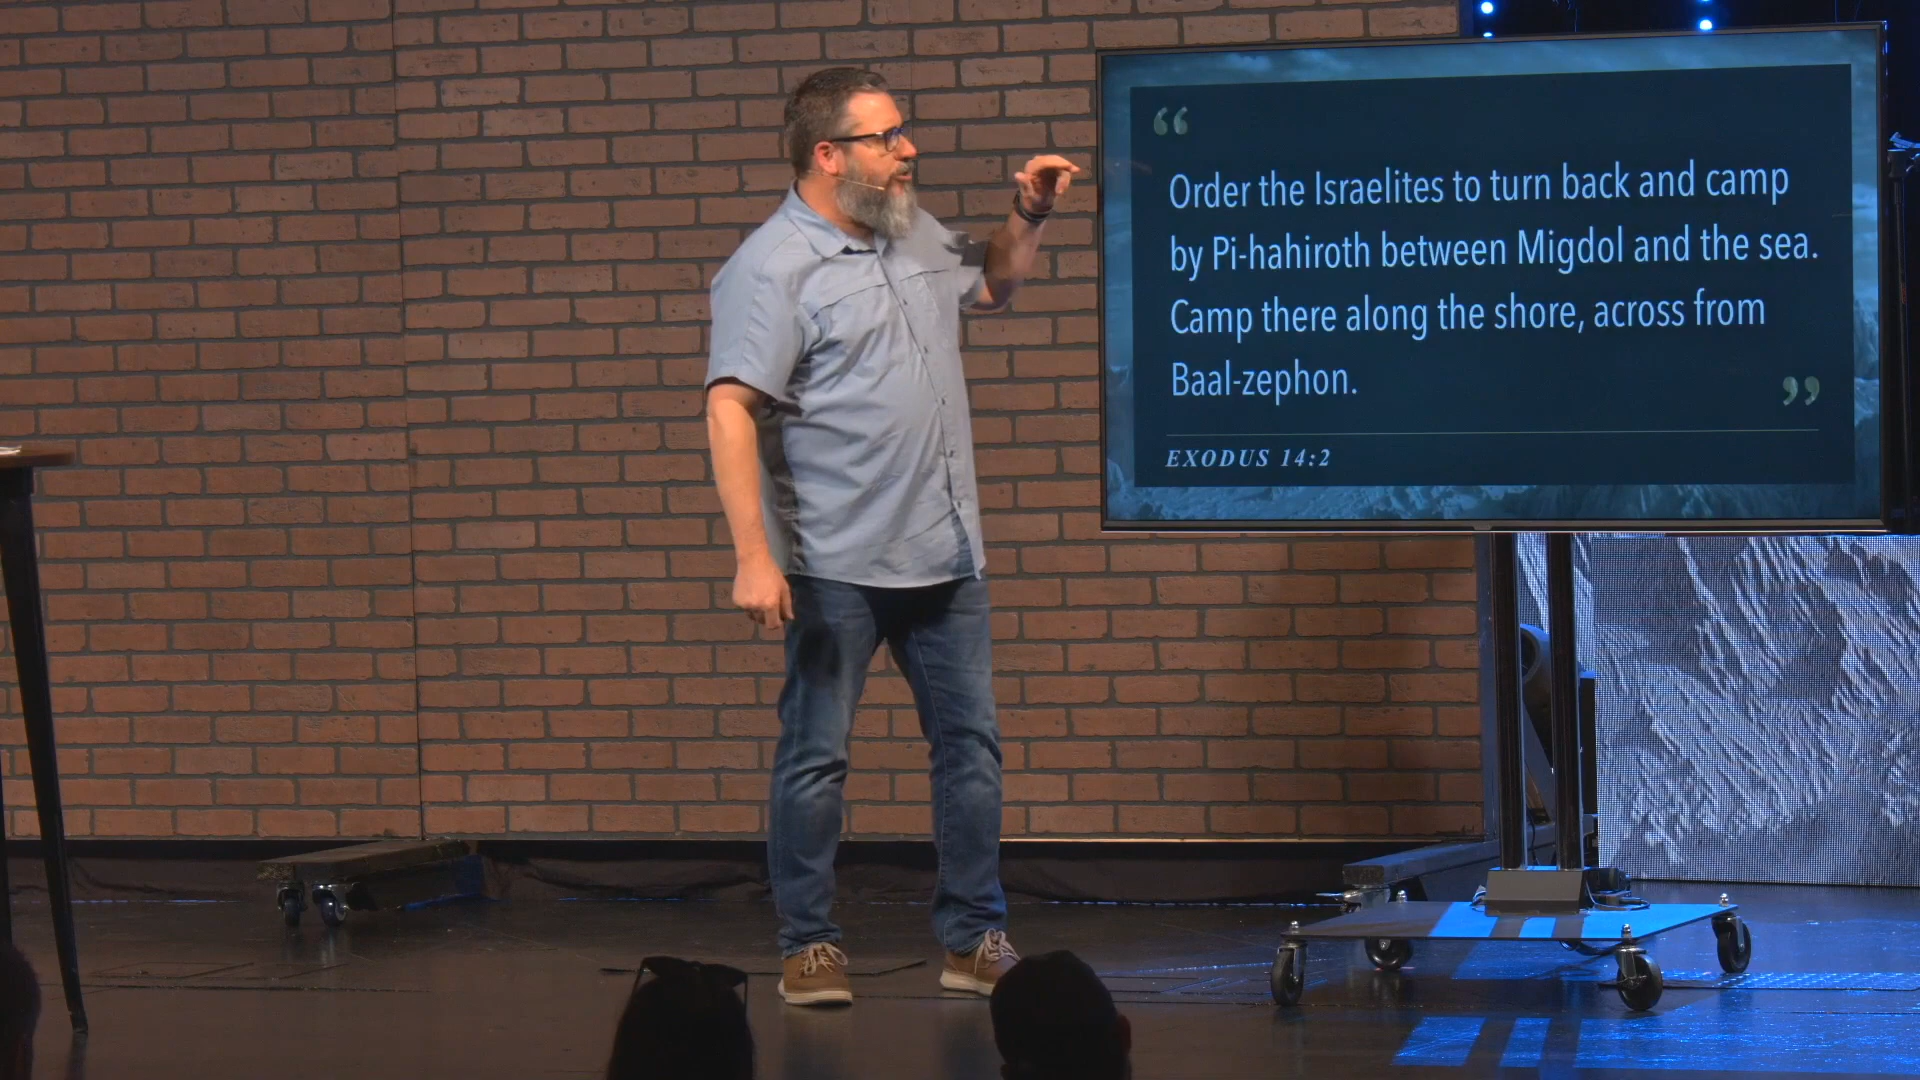 “
Order the Israelites to turn back and camp
by Pi-hahiroth between Migdol and the sea.
Camp there along the shore, across from
Baal-zephon.
”
EXODUS 14:2